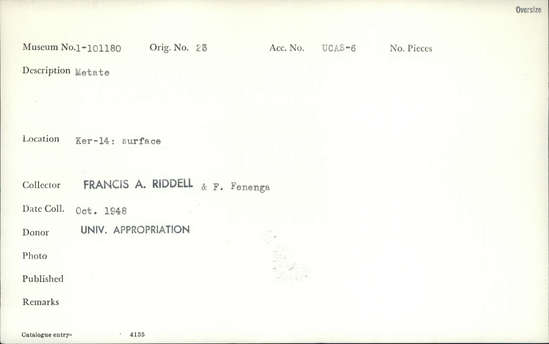 Oversize
Museum No. 1-101180 Orig. No. 23 Acc. No. UCAS-6 No. Pieces
Description Metate
Location Ker-14: surface
Collector FRANCIS A. RIDDELL & F. Fenenga
Date Coll. Oct. 1948
Donor UNIV. APPROPRIATION
Photo
Published
Remarks
Catalogue entry- 4155